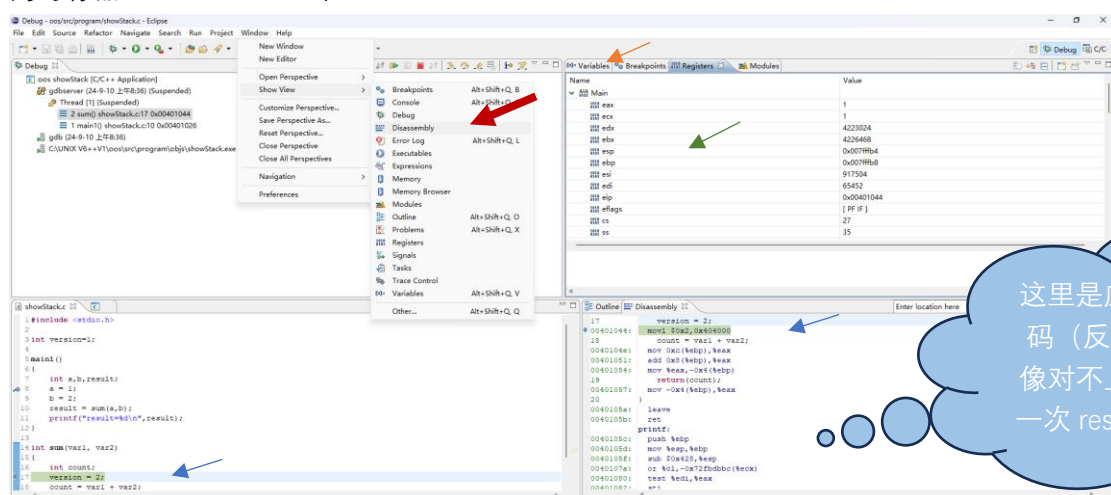 Debug - oos/src/program/showStack.c - Eclipse
File Edit Source Refactor Navigate Search Run Project Window Help
Debug C/C
Debug
oos showStack [C/C++ Application]
gdbserver (24-9-10 上午8:36) (Suspended)
Thread [1] (Suspended)
2 sum() showStack.c:17 0x00401044
1 main1() showStack.c:10 0x00401026
gdb (24-9-10 上午8:36)
C:\UNIX V6++V1\oos\src\program\objs\showStack.exe
New Window
New Editor
Open Perspective
Show View
Customize Perspective...
Save Perspective As...
Reset Perspective...
Close Perspective
Close All Perspectives
Navigation
Preferences
Breakpoints Alt+Shift+Q, B
Console Alt+Shift+Q,
Debug
Disassembly
Error Log Alt+Shift+Q, L
Executables
Expressions
Memory
Memory Browser
Modules
Outline Alt+Shift+Q, O
Problems Alt+Shift+Q, X
Registers
Signals
Tasks
Trace Control
Variables Alt+Shift+Q, V
Other... Alt+Shift+Q, Q
Variables Breakpoints Registers Modules
Name Value
Main
eax 1
ecx 1
edx 4223024
ebx 4226468
esp 0x007fffb4
ebp 0x007fffb8
esi 917504
edi 65452
eip 0x00401044
eflags [ PF IF ]
cs 27
ss 35
showStack.c
1 #include <stdio.h>
2
3 int version=1;
4
5 main1()
6 {
7 int a,b,result;
8 a = 1;
9 b = 2;
10 result = sum(a,b);
11 printf("result=%d\n",result);
12 }
13
14 int sum(var1, var2)
15 {
16 int count;
17 version = 2;
18 count = var1 + var2;
Outline Disassembly Enter location here
17 version = 2;
00401044: movl $0x2,0x404000
18 count = var1 + var2;
0040104e: mov 0xc(%ebp),%eax
00401051: add 0x8(%ebp),%eax
00401054: mov %eax,-0x4(%ebp)
19 return(count);
00401057: mov -0x4(%ebp),%eax
20 }
0040105a: leave
0040105b: ret
printf:
0040105c: push %ebp
0040105d: mov %esp,%ebp
0040105f: sub $0x428,%esp
0040107a: or %cl,-0x72fbdbbc(%ecx)
00401080: test %edi,%eax
这里是
码（反
像对不
一次 res